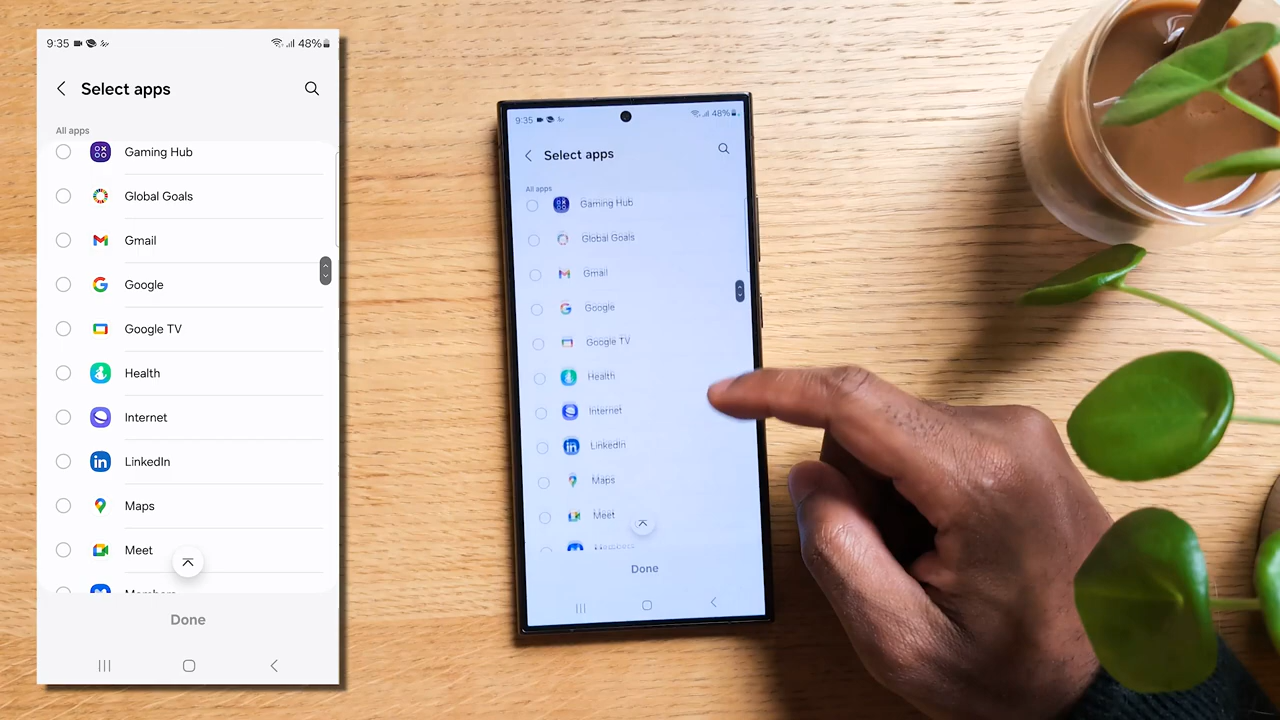 9:35 48%
Select apps
All apps
Gaming Hub
Global Goals
Gmail
Google
Google TV
Health
Internet
LinkedIn
Maps
Meet
Members
Done
9:35 48%
Select apps
All apps
Gaming Hub
Global Goals
Gmail
Google
Google TV
Health
Internet
LinkedIn
Maps
Meet
Members
Done